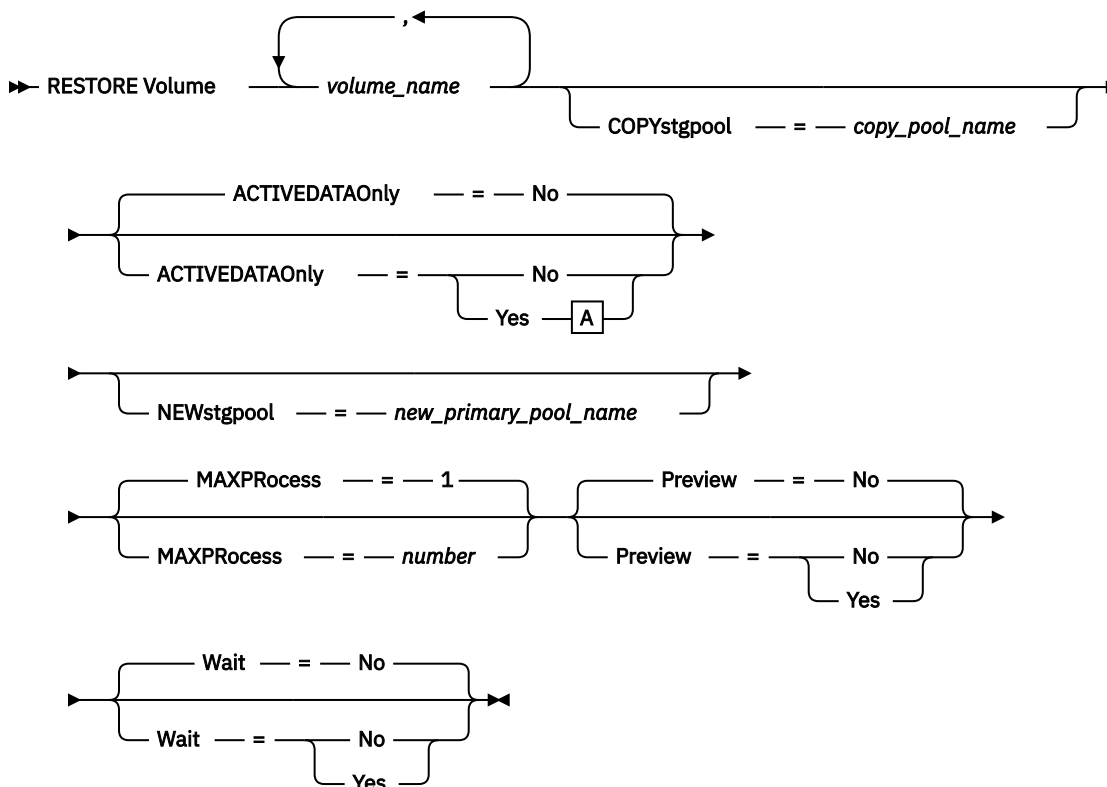 ,
RESTORE Volume volume_name
COPYstgpool = copy_pool_name
ACTIVEDATAOnly = No
ACTIVEDATAOnly = No
Yes A
NEWstgpool = new_primary_pool_name
MAXPRocess = 1 Preview = No
MAXPRocess = number Preview = No
Yes
Wait = No
Wait = No
Yes